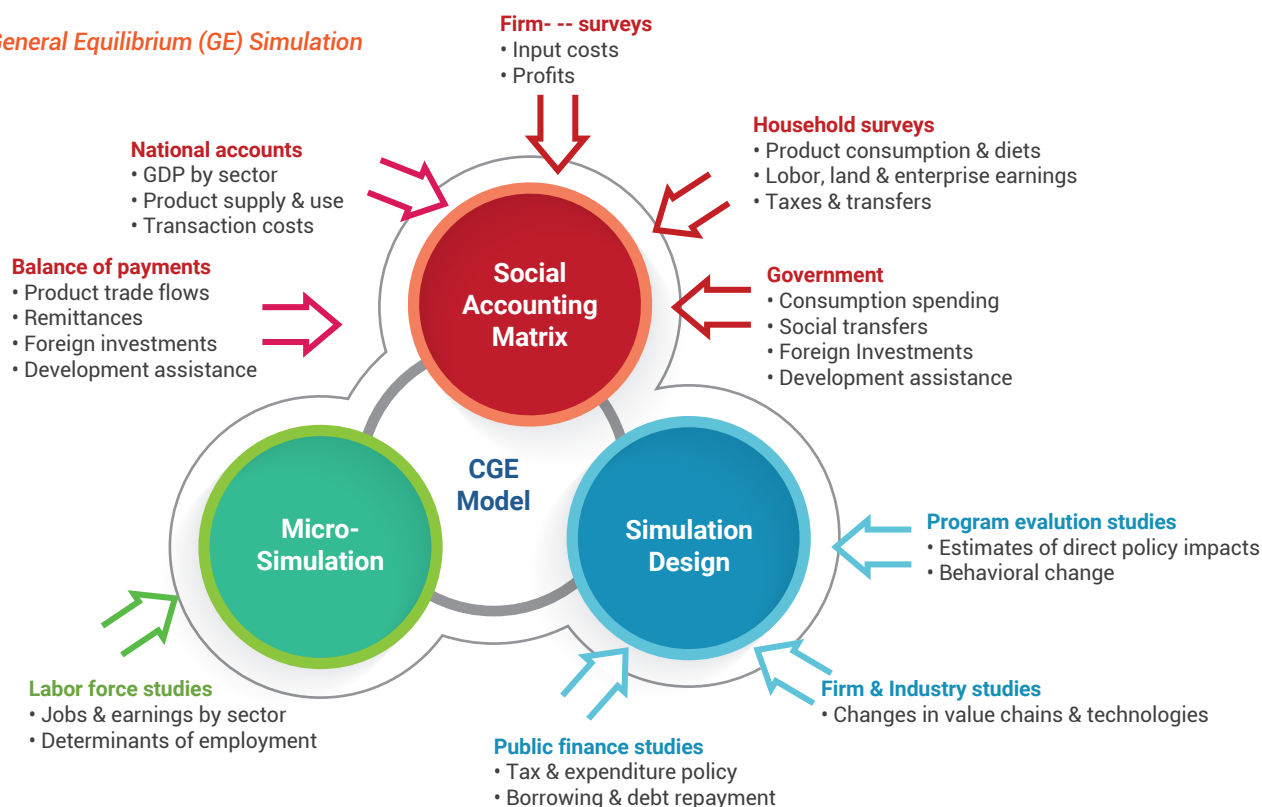 General Equilibrium (GE) Simulation
Firm- -- surveys
• Input costs
• Profits
National accounts
• GDP by sector
• Product supply & use
• Transaction costs
Household surveys
• Product consumption & diets
• Lobor, land & enterprise earnings
• Taxes & transfers
Balance of payments
• Product trade flows
• Remittances
• Foreign investments
• Development assistance
Government
• Consumption spending
• Social transfers
• Foreign Investments
• Development assistance
Social
Accounting
Matrix
CGE
Model
Micro-
Simulation
Simulation
Design
Program evalution studies
• Estimates of direct policy impacts
• Behavioral change
Labor force studies
• Jobs & earnings by sector
• Determinants of employment
Firm & Industry studies
• Changes in value chains & technologies
Public finance studies
• Tax & expenditure policy
• Borrowing & debt repayment